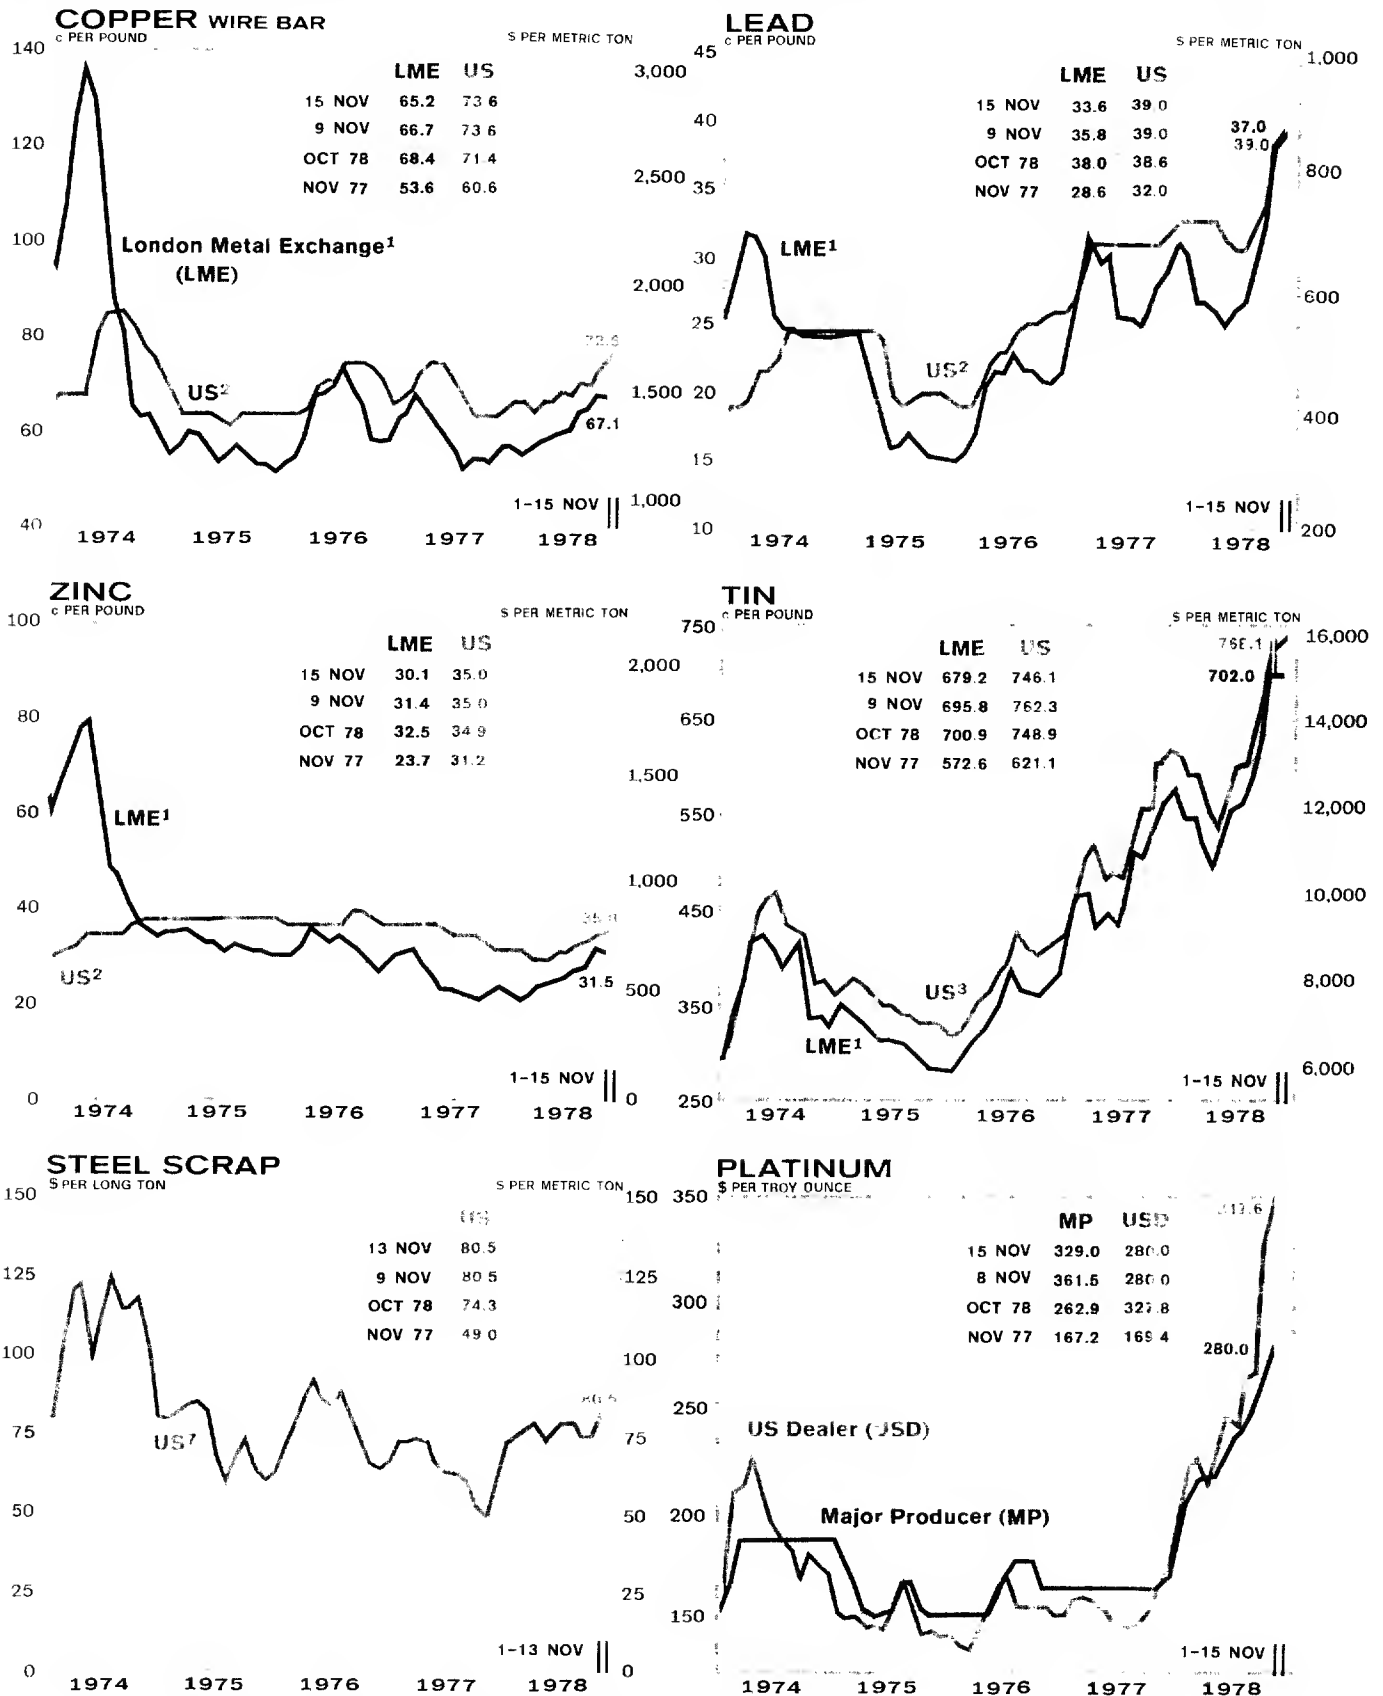 COPPER WIRE BAR
c PER POUND
$ PER METRIC TON
LME US
15 NOV 65.2 73.6
9 NOV 66.7 73.6
OCT 78 68.4 71.4
NOV 77 53.6 60.6
140
120
100
80
60
40
3,000
2,500
2,000
1,500
1,000
London Metal Exchange¹
(LME)
US²
67.1
1-15 NOV
1974 1975 1976 1977 1978
LEAD
c PER POUND
$ PER METRIC TON
LME US
15 NOV 33.6 39.0
9 NOV 35.8 39.0
OCT 78 38.0 38.6
NOV 77 28.6 32.0
45
40
35
30
25
20
15
10
1,000
800
600
400
200
37.0
39.0
LME¹
US²
1-15 NOV
1974 1975 1976 1977 1978
ZINC
c PER POUND
$ PER METRIC TON
LME US
15 NOV 30.1 35.0
9 NOV 31.4 35.0
OCT 78 32.5 34.9
NOV 77 23.7 31.2
100
80
60
40
20
0
2,000
1,500
1,000
500
0
LME¹
US²
31.5
1-15 NOV
1974 1975 1976 1977 1978
TIN
c PER POUND
$ PER METRIC TON
LME US
15 NOV 679.2 746.1
9 NOV 695.8 762.3
OCT 78 700.9 748.9
NOV 77 572.6 621.1
750
650
550
450
350
250
16,000
14,000
12,000
10,000
8,000
6,000
702.0
US³
LME¹
1-15 NOV
1974 1975 1976 1977 1978
STEEL SCRAP
$ PER LONG TON
$ PER METRIC TON
US
13 NOV 80.5
9 NOV 80.5
OCT 78 74.3
NOV 77 49.0
150
125
100
75
50
25
0
150
125
100
75
50
25
0
US⁷
80.5
1-13 NOV
1974 1975 1976 1977 1978
PLATINUM
$ PER TROY OUNCE
MP USD
15 NOV 329.0 280.0
8 NOV 361.5 280.0
OCT 78 262.9
NOV 77 167.2 169.4
350
300
250
200
150
280.0
US Dealer (USD)
Major Producer (MP)
1-15 NOV
1974 1975 1976 1977 1978